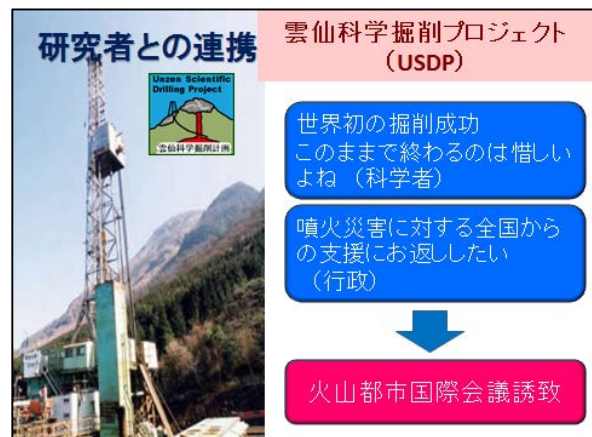 研究者との連携
Unzen Scientific
Drilling Project
雲仙科学掘削計画
雲仙科学掘削プロジェクト
（USDP）
世界初の掘削成功
このままで終わるのは惜しい
よね （科学者）
噴火災害に対する全国から
の支援にお返ししたい
（行政）
火山都市国際会議誘致